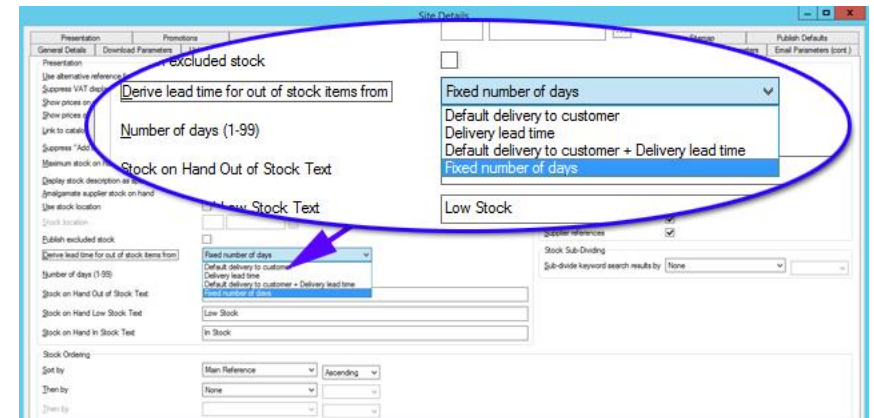 Site Details
Presentation
Promotions
Sitemap
Publish Defaults
General Details
Download Parameters
Email Parameters (cont.)
Presentation
Use alternative reference
Suppress VAT
Show prices
Show prices
Link to
Suppress "Add
Maximum stock on
Display stock description as
Amalgamate supplier stock on hand
Use stock location
Stock location
Publish excluded stock
Derive lead time for out of stock items from
Fixed number of days
Default delivery to customer
Delivery lead time
Default delivery to customer + Delivery lead time
Fixed number of days
Number of days (1-99)
Stock on Hand Out of Stock Text
Stock on Hand Low Stock Text
Low Stock
Stock on Hand In Stock Text
In Stock
excluded stock
Derive lead time for out of stock items from
Fixed number of days
Default delivery to customer
Delivery lead time
Default delivery to customer + Delivery lead time
Fixed number of days
Number of days (1-99)
Stock on Hand Out of Stock Text
Low Stock Text
Low Stock
Supplier references
Stock Sub-Dividing
Sub-divide keyword search results by
None
Stock Ordering
Sort by
Main Reference
Ascending
Then by
None
Then by